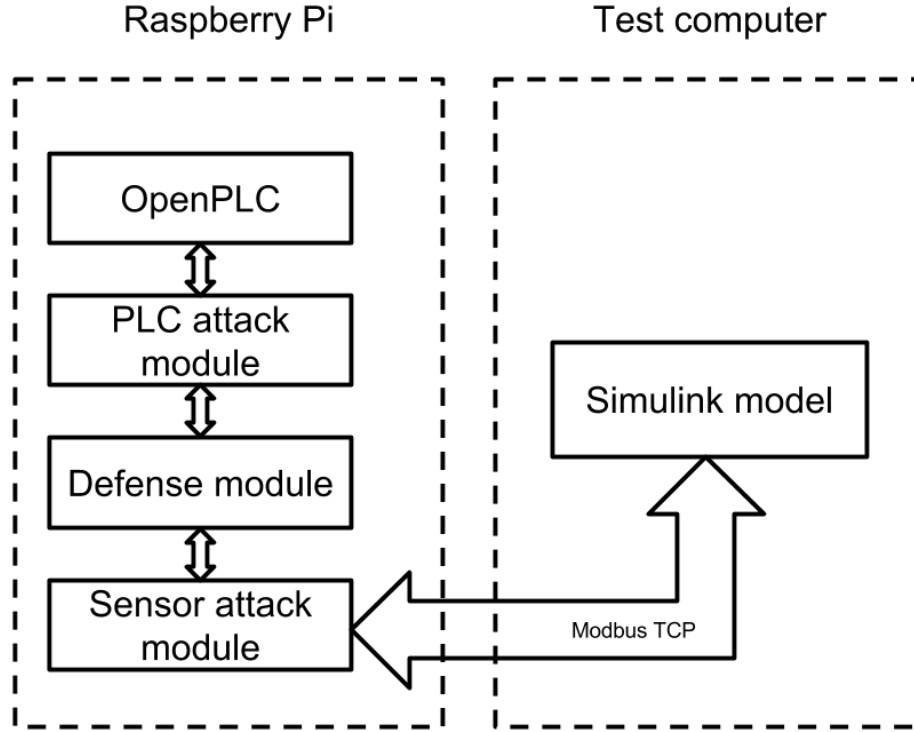 Raspberry Pi
Test computer
OpenPLC
PLC attack
module
Defense module
Sensor attack
module
Simulink model
Modbus TCP